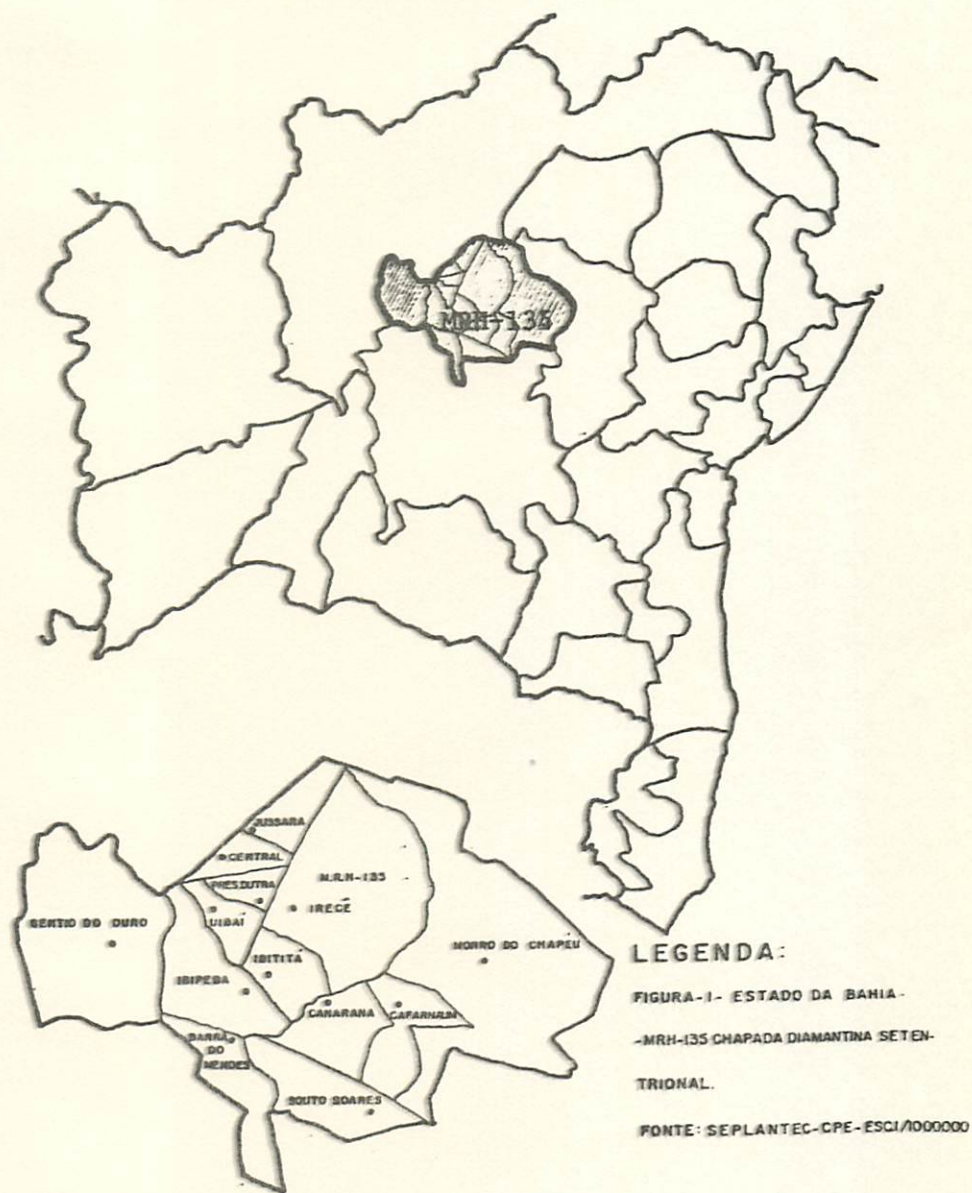 MRH-135
JUSSARA
CENTRAL
PRES.DUTRA
M.R.H-135
UIBAÍ
IRECÊ
GENTIO DO OURO
MORRO DO CHAPÉU
IBITITÁ
IBIPEBA
CANARANA
CAFARNAUM
BARRA
DO
MENDES
SOUTO SOARES
LEGENDA:
FIGURA-1- ESTADO DA BAHIA-
-MRH-135 CHAPADA DIAMANTINA SETEN-
TRIONAL.
FONTE: SEPLANTEC-CPE-ESC1/1000000